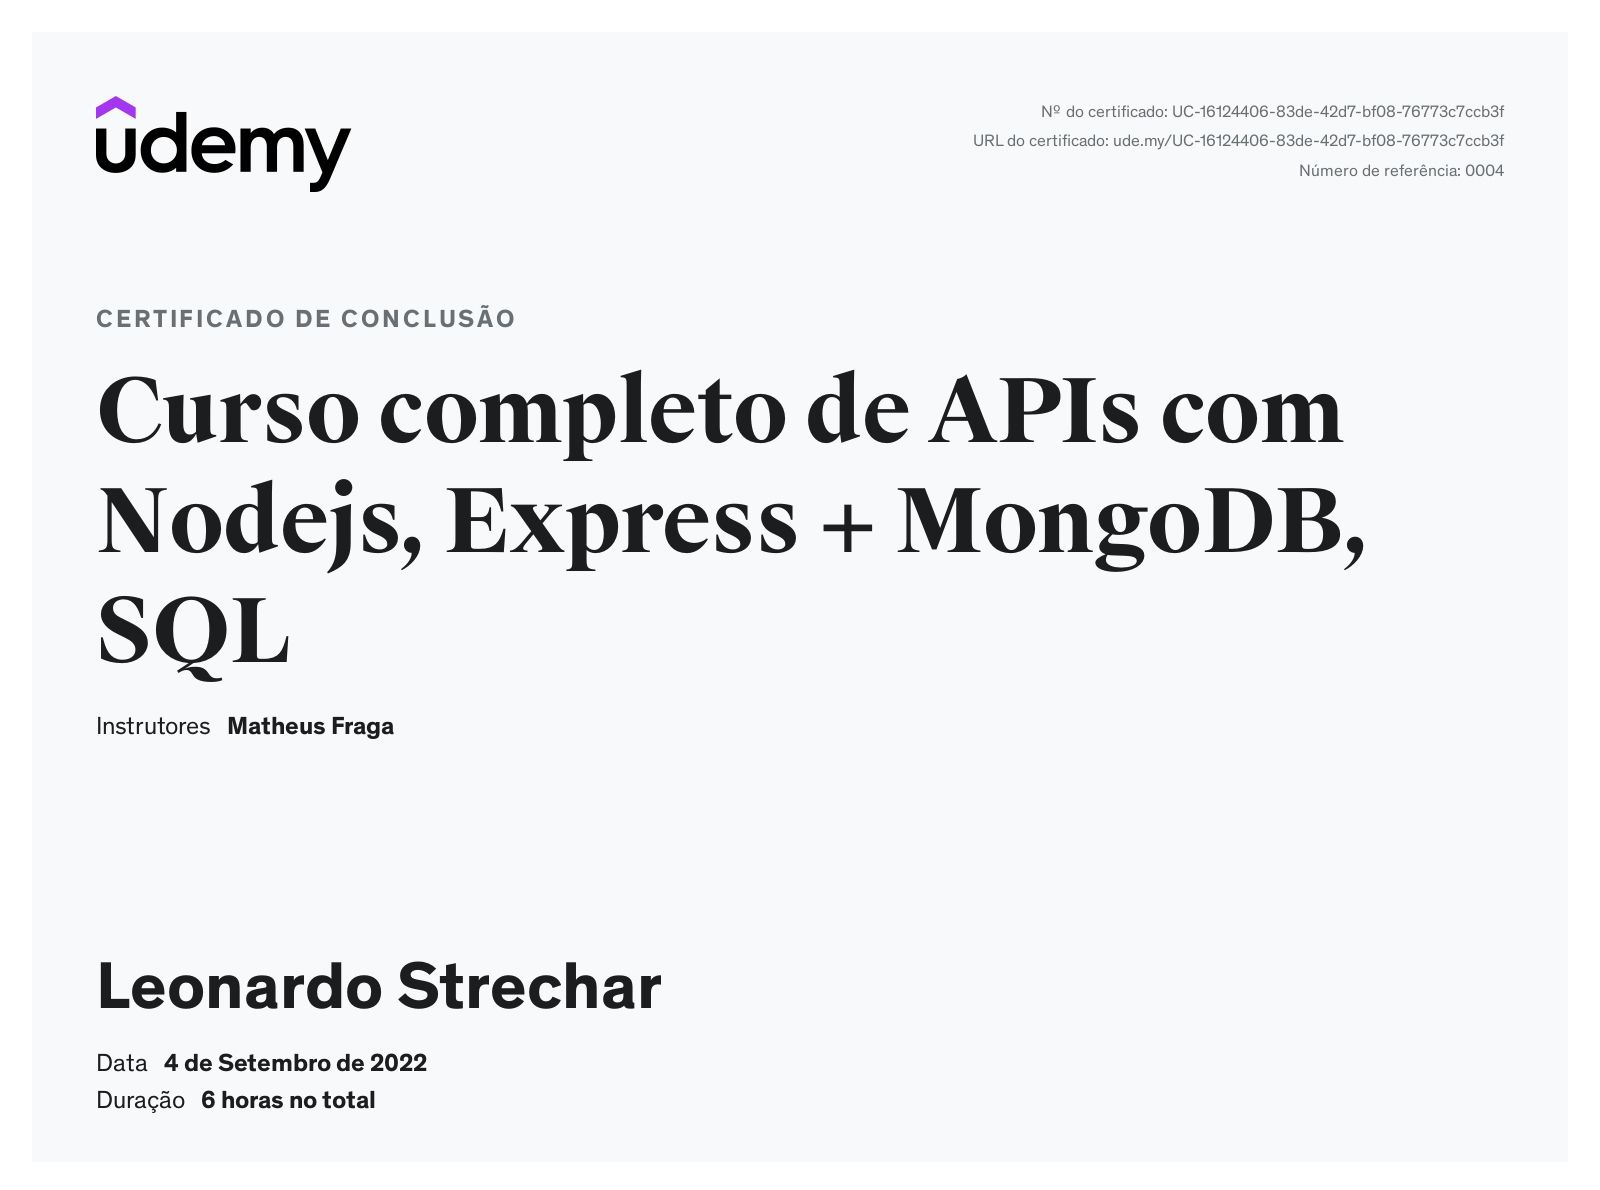 udemy
Nº do certificado: UC-16124406-83de-42d7-bf08-76773c7ccb3f
URL do certificado: ude.my/UC-16124406-83de-42d7-bf08-76773c7ccb3f
Número de referência: 0004
CERTIFICADO DE CONCLUSÃO
Curso completo de APIs com
Nodejs, Express + MongoDB,
SQL
Instrutores Matheus Fraga
Leonardo Strechar
Data 4 de Setembro de 2022
Duração 6 horas no total